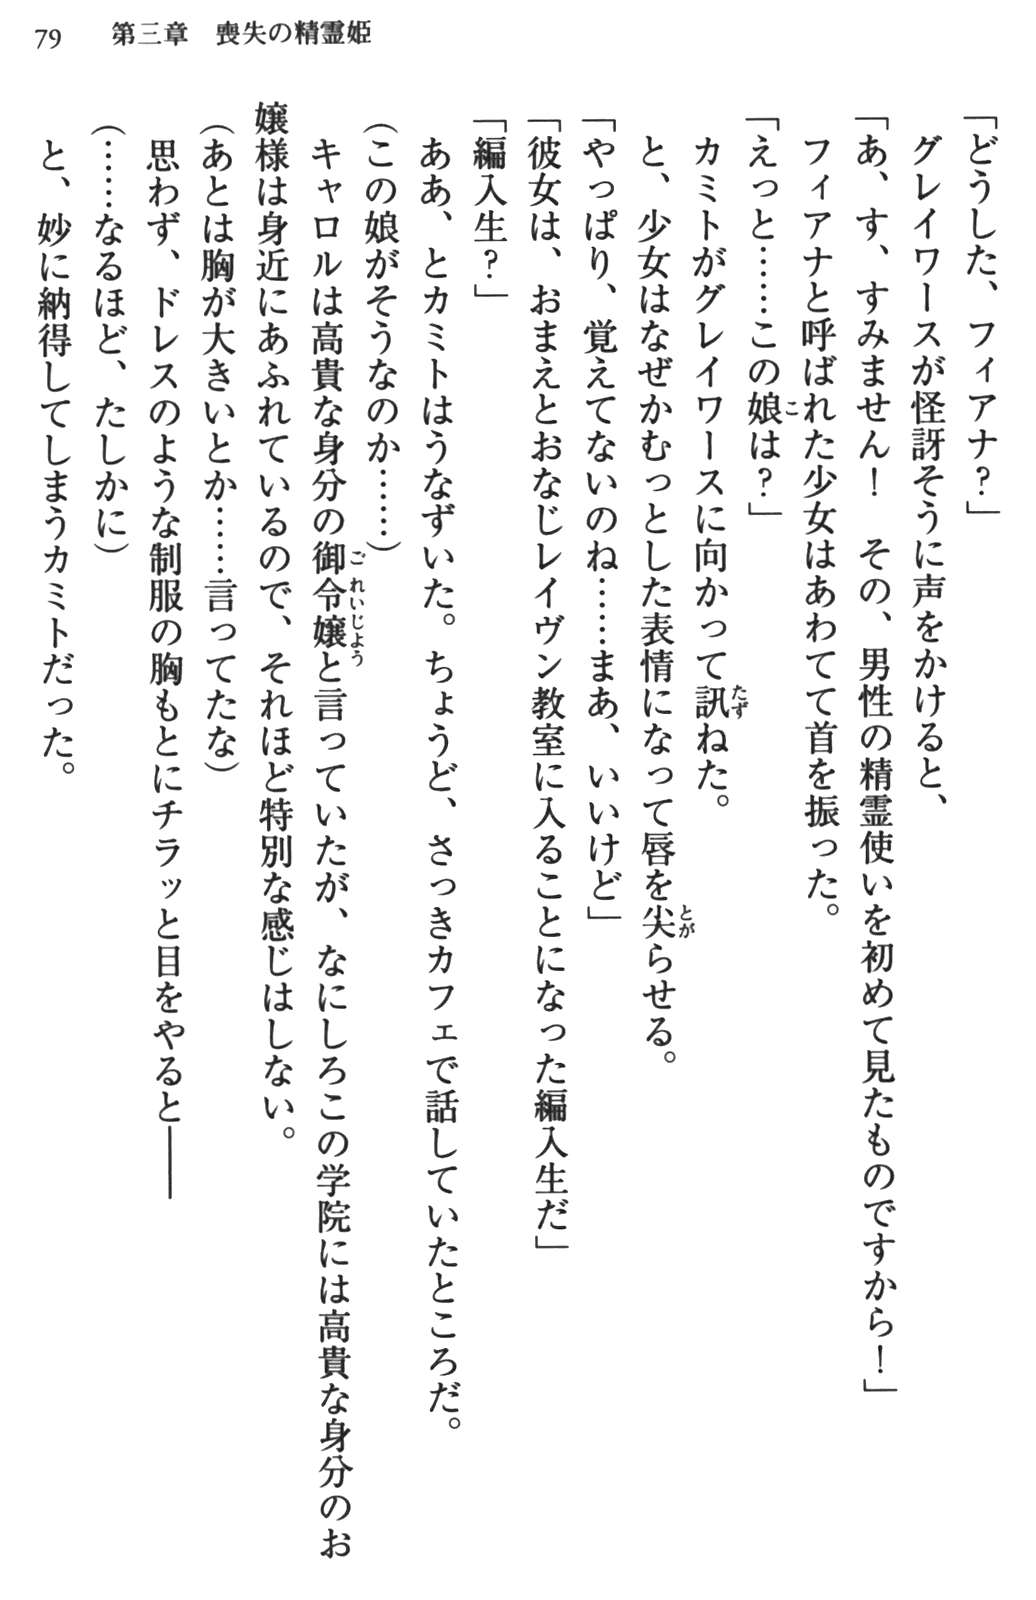 79　第三章　喪失の精霊姫
「どうした、フィアナ？」
グレイワースが怪訝そうに声をかけると、
「あ、す、すみません！　その、男性の精霊使いを初めて見たものですから！」
フィアナと呼ばれた少女はあわてて首を振った。
「えっと……この娘は？」
カミトがグレイワースに向かって訊ねた。
と、少女はなぜかむっとした表情になって唇を尖らせる。
「やっぱり、覚えてないのね……まあ、いいけど」
「彼女は、おまえとおなじレイヴン教室に入ることになった編入生だ」
「編入生？」
ああ、とカミトはうなずいた。ちょうど、さっきカフェで話していたところだ。
（この娘がそうなのか……）
キャロルは高貴な身分の御令嬢と言っていたが、なにしろこの学院には高貴な身分のお
嬢様は身近にあふれているので、それほど特別な感じはしない。
（あとは胸が大きいとか……言ってたな）
思わず、ドレスのような制服の胸もとにチラッと目をやると――
（……なるほど、たしかに）
と、妙に納得してしまうカミトだった。